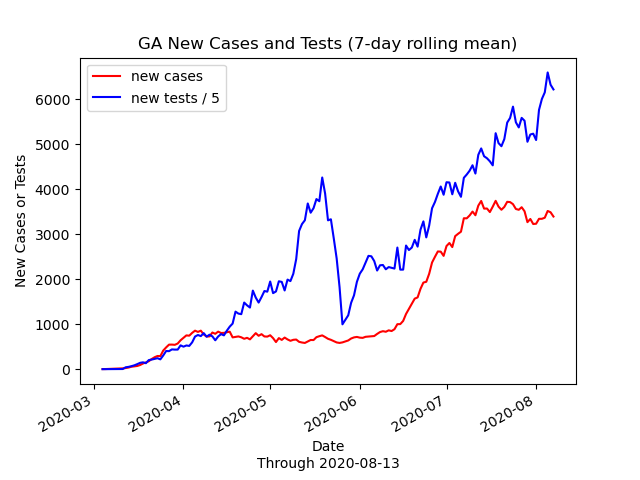 GA New Cases and Tests (7-day rolling mean)
new cases
new tests / 5
New Cases or Tests
6000
5000
4000
3000
2000
1000
0
2020-03
2020-04
2020-05
2020-06
2020-07
2020-08
Date
Through 2020-08-13